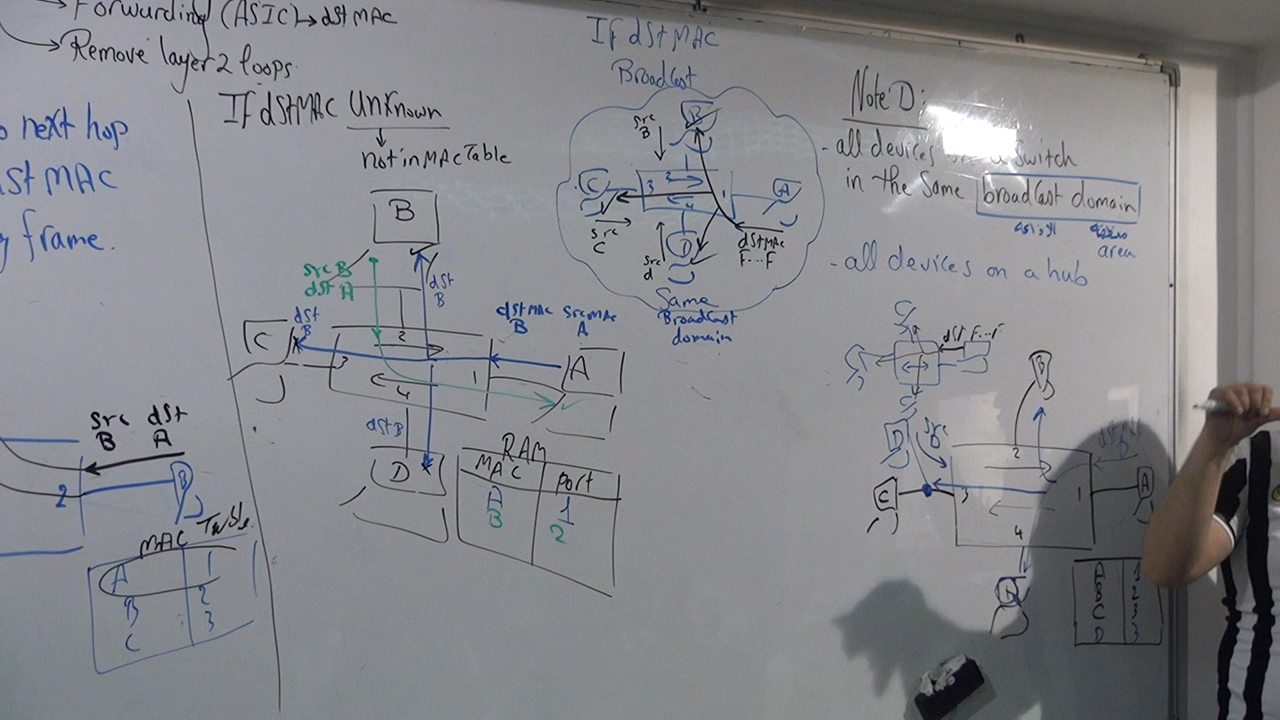 Forwarding (ASIC) → dst MAC
→ Remove layer 2 loops
next hop
MAC
frame.
src dst
B A
2
B
MAC Table
A 1
B 2
C 3
If dst MAC Unknown
not in MAC Table
B
src B
dst A
dst
B
dst
B
dst MAC src MAC
B A
C
2
3
1
A
4
dst B
D
RAM
MAC Port
A 1
B 2
If dst MAC
Broadcast
src
B
B
C
2
3
1
4
A
src
C
src
d
D
dst MAC
F...F
Same
Broadcast
domain
Note D:
- all devices switch
in the same broadcast domain
area
- all devices on a hub
dst F...F
B
D
src
2
C
3
1
A
4
A 1
B 2
C 3
D 3